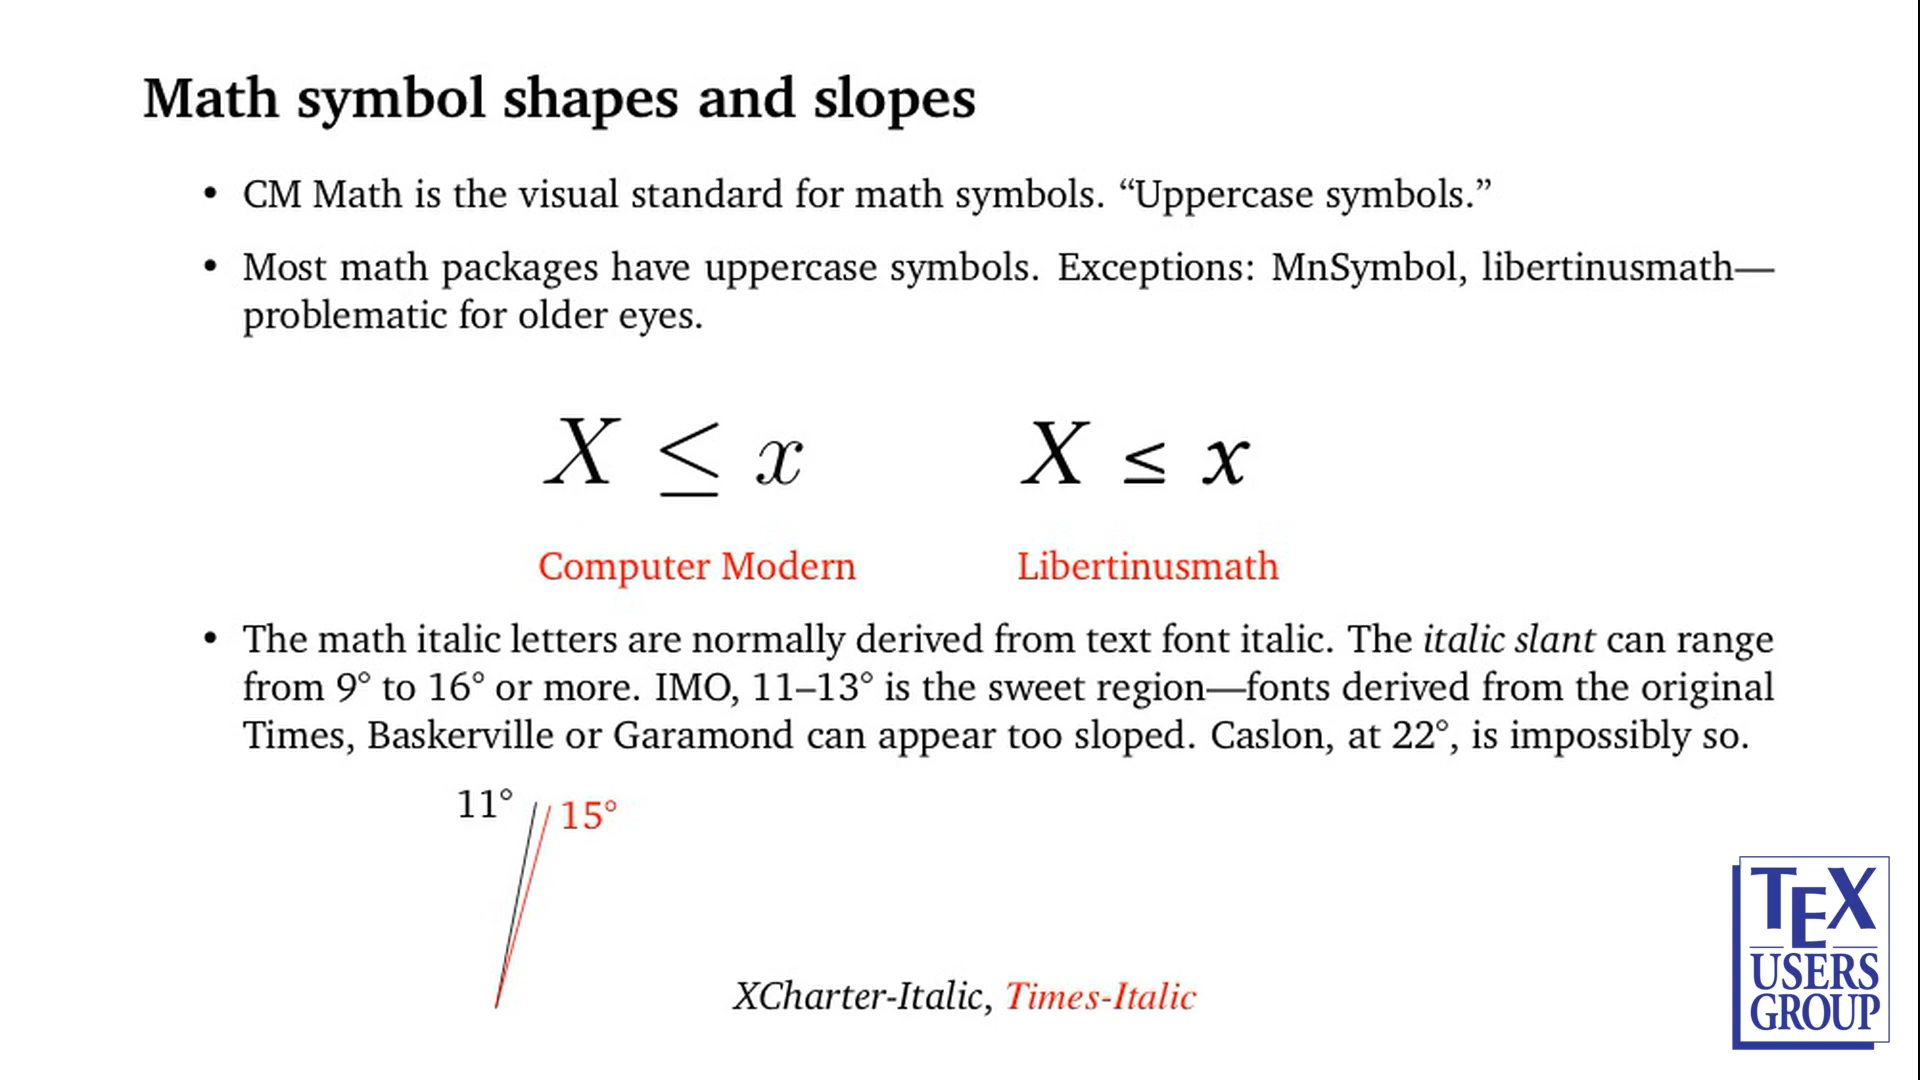 Math symbol shapes and slopes
• CM Math is the visual standard for math symbols. “Uppercase symbols.”
• Most math packages have uppercase symbols. Exceptions: MnSymbol, libertinusmath—
problematic for older eyes.
X ≤ x X ≤ x
Computer Modern Libertinusmath
• The math italic letters are normally derived from text font italic. The italic slant can range
from 9° to 16° or more. IMO, 11–13° is the sweet region—fonts derived from the original
Times, Baskerville or Garamond can appear too sloped. Caslon, at 22°, is impossibly so.
11° 15°
XCharter-Italic, Times-Italic
TEX
USERS
GROUP